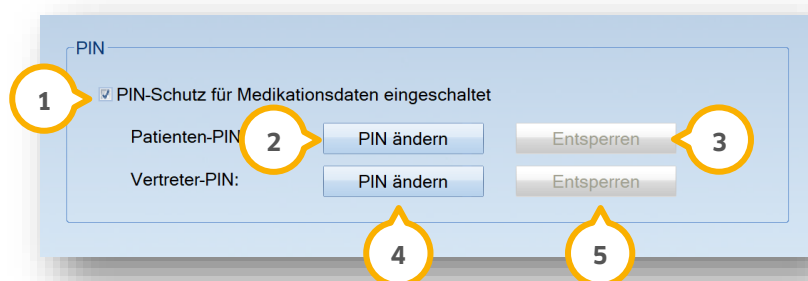 PIN
1 PIN-Schutz für Medikationsdaten eingeschaltet
Patienten-PIN 2 PIN ändern Entsperren 3
Vertreter-PIN: PIN ändern Entsperren
4 5